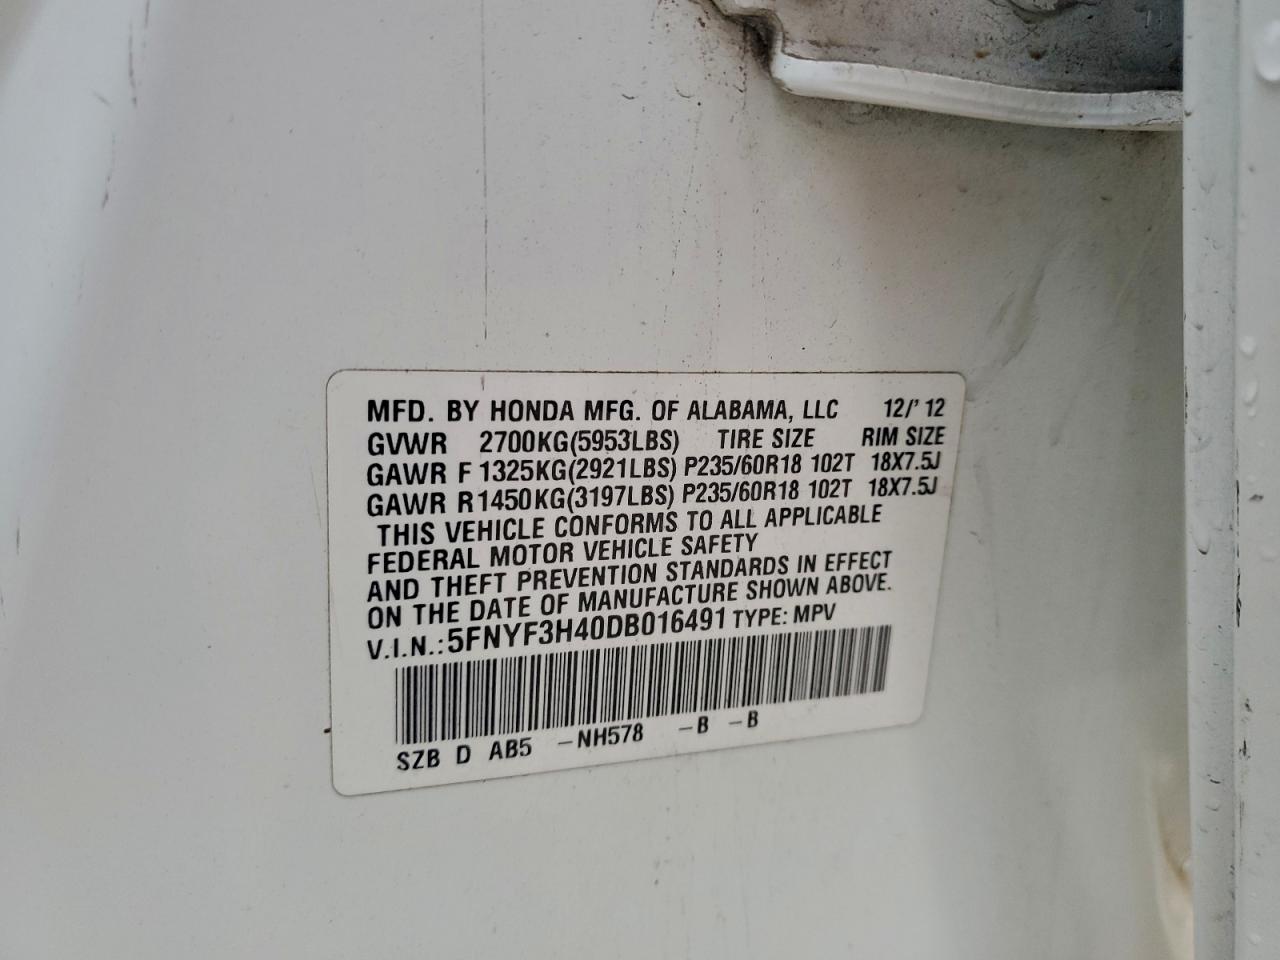 MFD. BY HONDA MFG. OF ALABAMA, LLC 12/'12
GVWR 2700KG(5953LBS) TIRE SIZE RIM SIZE
GAWR F 1325KG(2921LBS) P235/60R18 102T 18X7.5J
GAWR R 1450KG(3197LBS) P235/60R18 102T 18X7.5J
THIS VEHICLE CONFORMS TO ALL APPLICABLE
FEDERAL MOTOR VEHICLE SAFETY
AND THEFT PREVENTION STANDARDS IN EFFECT
ON THE DATE OF MANUFACTURE SHOWN ABOVE.
V.I.N.: 5FNYF3H40DB016491 TYPE: MPV
SZB D AB5 -NH578 -B -B